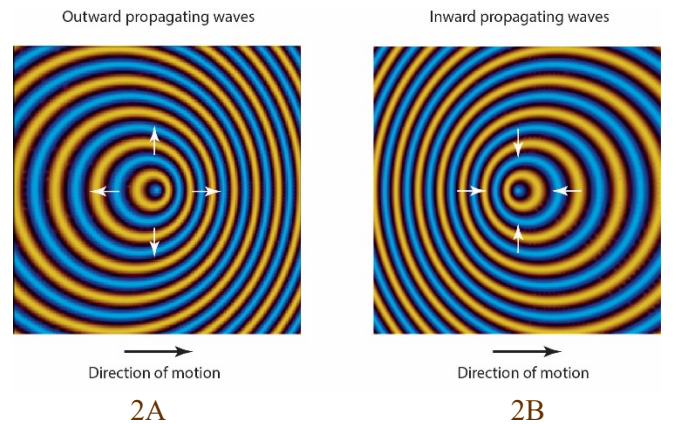 Outward propagating waves
Inward propagating waves
Direction of motion
Direction of motion
2A
2B